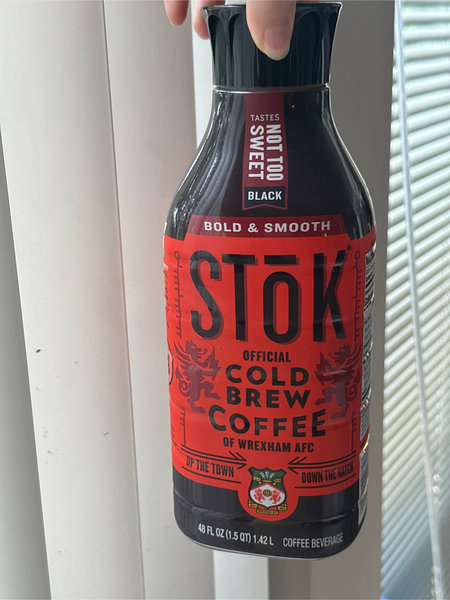 TASTES
NOT TOO
SWEET
BLACK
BOLD & SMOOTH
STōK
OFFICIAL
COLD
BREW
COFFEE
OF WREXHAM AFC
UP THE TOWN
DOWN THE HATCH
48 FL OZ (1.5 QT) 1.42 L
COFFEE BEVERAGE